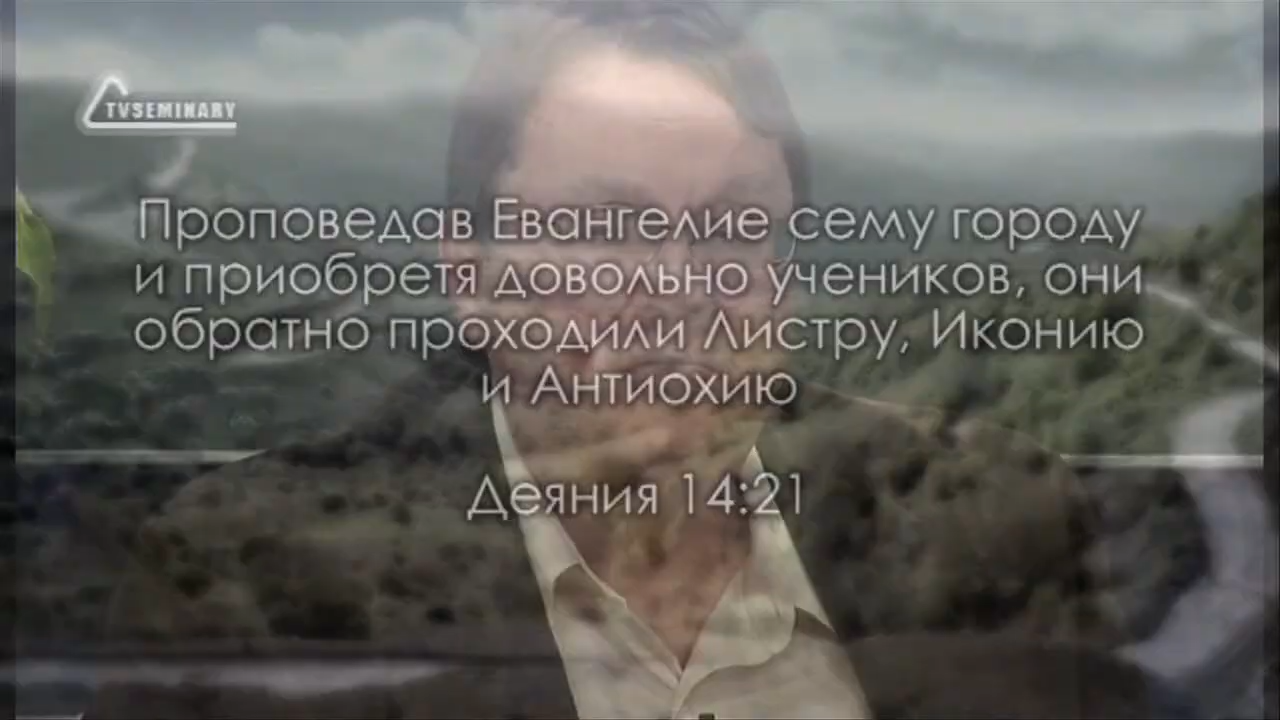 TVSEMINARY
Проповедав Евангелие сему городу
и приобретя довольно учеников, они
обратно проходили Листру, Иконию
и Антиохию
Деяния 14:21